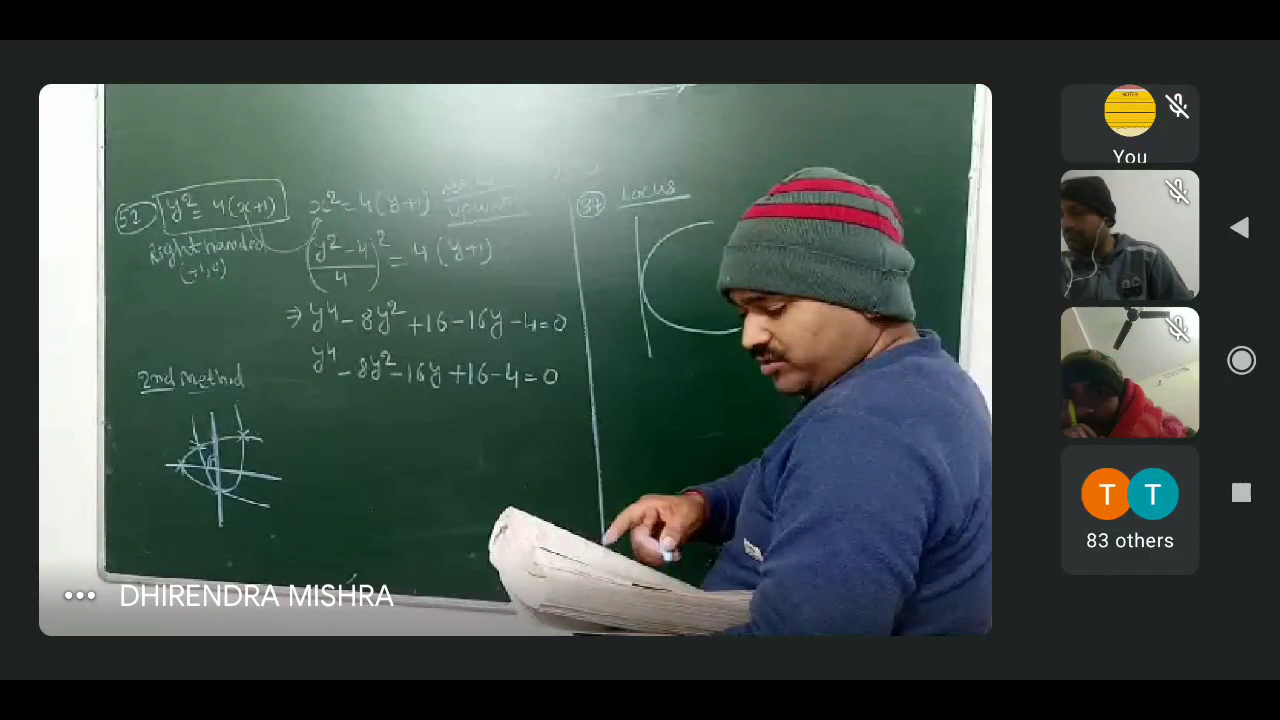 52 y² = 4(x+1)
x² = 4(y+1)
Right handed
(-1,0)
(y² - 4 / 4)² = 4 (y+1)
⇒ y⁴ - 8y² + 16 - 16y - 4 = 0
y⁴ - 8y² - 16y + 16 - 4 = 0
2nd Method
37 Locus
DHIRENDRA MISHRA
NOTES
You
T T
83 others